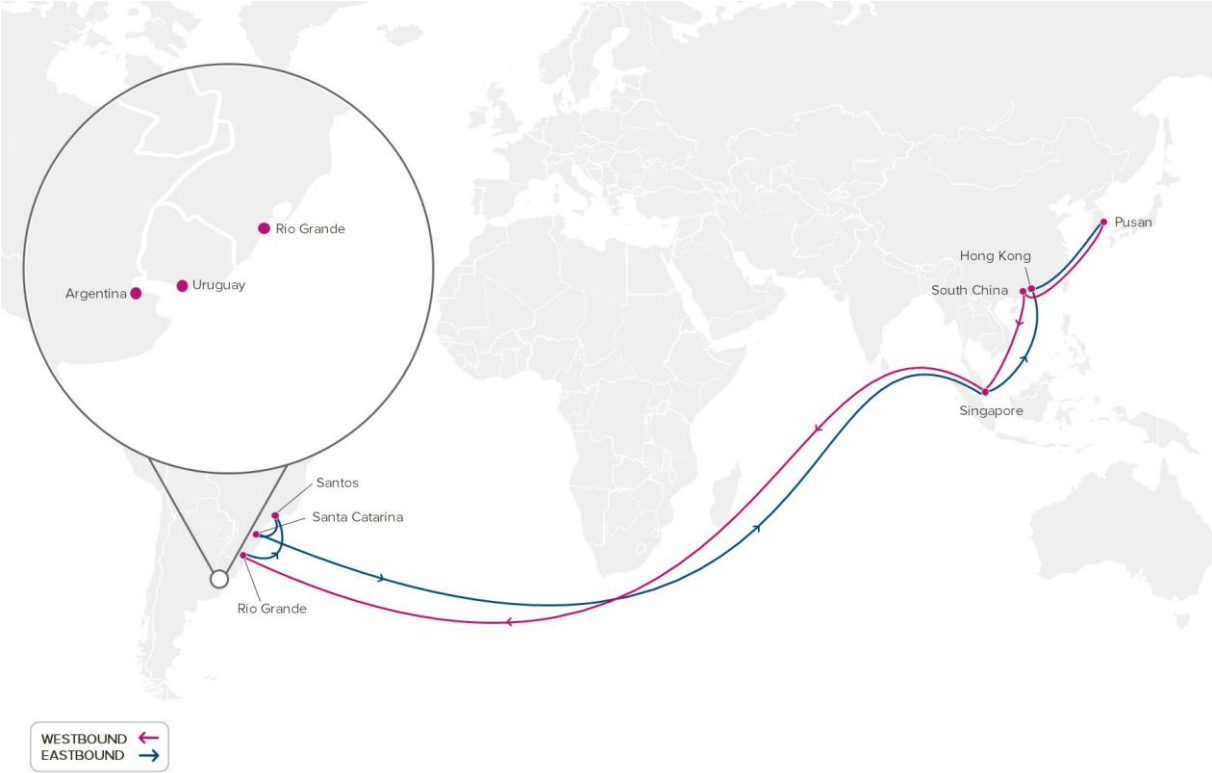 Rio Grande
Uruguay
Argentina
Pusan
Hong Kong
South China
Singapore
Santos
Santa Catarina
Rio Grande
WESTBOUND
EASTBOUND